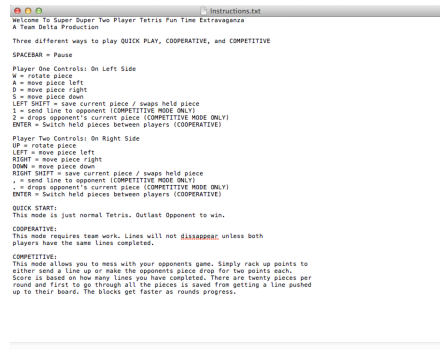 Instructions.txt
Welcome To Super Duper Two Player Tetris Fun Time Extravaganza
A Team Delta Production
Three different ways to play QUICK PLAY, COOPERATIVE, and COMPETITIVE
SPACEBAR = Pause
Player One Controls: On Left Side
W = rotate piece
A = move piece left
D = move piece right
S = move piece down
LEFT SHIFT = save current piece / swaps held piece
1 = send line to opponent (COMPETITIVE MODE ONLY)
2 = drops opponent's current piece (COMPETITIVE MODE ONLY)
ENTER = Switch held pieces between players (COOPERATIVE)
Player Two Controls: On Right Side
UP = rotate piece
LEFT = move piece left
RIGHT = move piece right
DOWN = move piece down
RIGHT SHIFT = save current piece / swaps held piece
, = send line to opponent (COMPETITIVE MODE ONLY)
. = drops opponent's current piece (COMPETITIVE MODE ONLY)
ENTER = Switch held pieces between players (COOPERATIVE)
QUICK START:
This mode is just normal Tetris. Outlast Opponent to win.
COOPERATIVE:
This mode requires team work. Lines will not dissappear unless both
players have the same lines completed.
COMPETITIVE:
This mode allows you to mess with your opponents game. Simply rack up points to
either send a line up or make the opponents piece drop for two points each.
Score is based on how many lines you have completed. There are twenty pieces per
round and first to go through all the pieces is saved from getting a line pushed
up to their board. The blocks get faster as rounds progress.